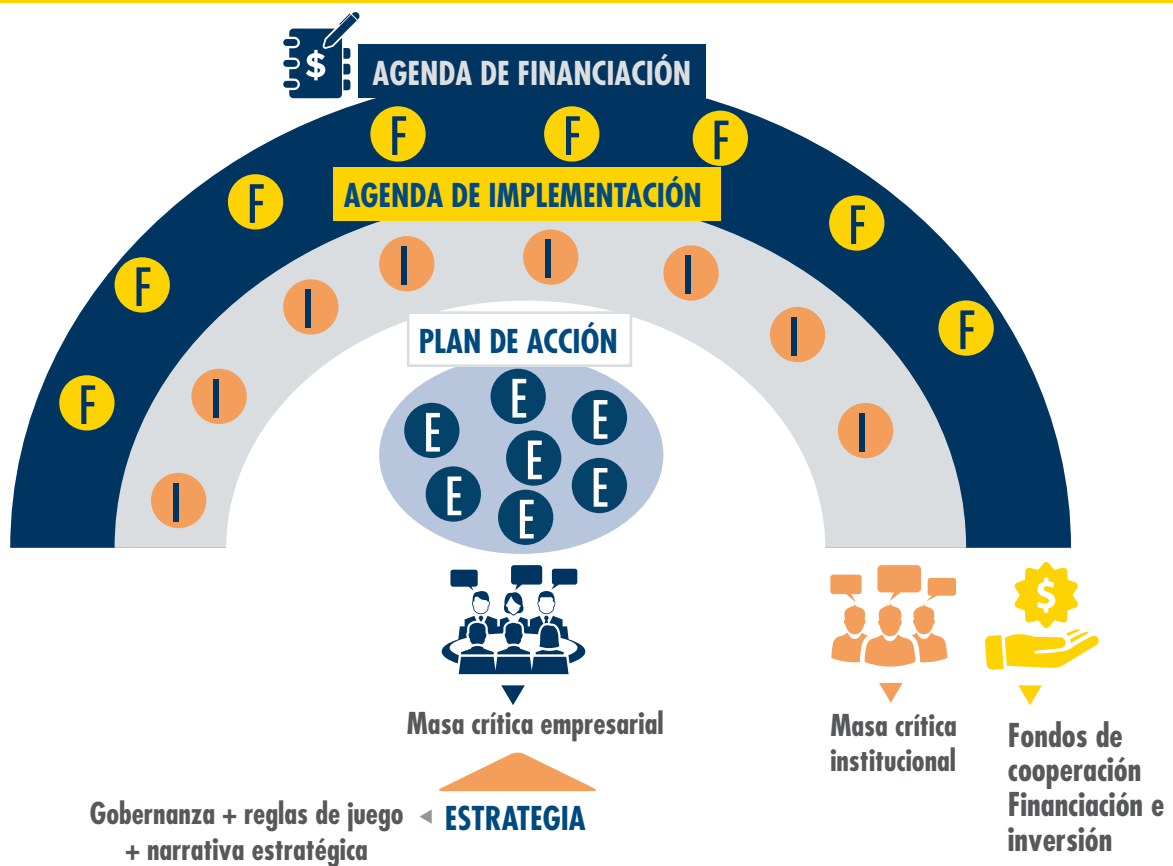 $
AGENDA DE FINANCIACIÓN
F F F
AGENDA DE IMPLEMENTACIÓN
F F
I I I
F I I F
PLAN DE ACCIÓN
F I E E E I
E E E
I E
$
Masa crítica empresarial
Masa crítica
institucional
Fondos de
cooperación
Financiación e
inversión
ESTRATEGIA
Gobernanza + reglas de juego
+ narrativa estratégica